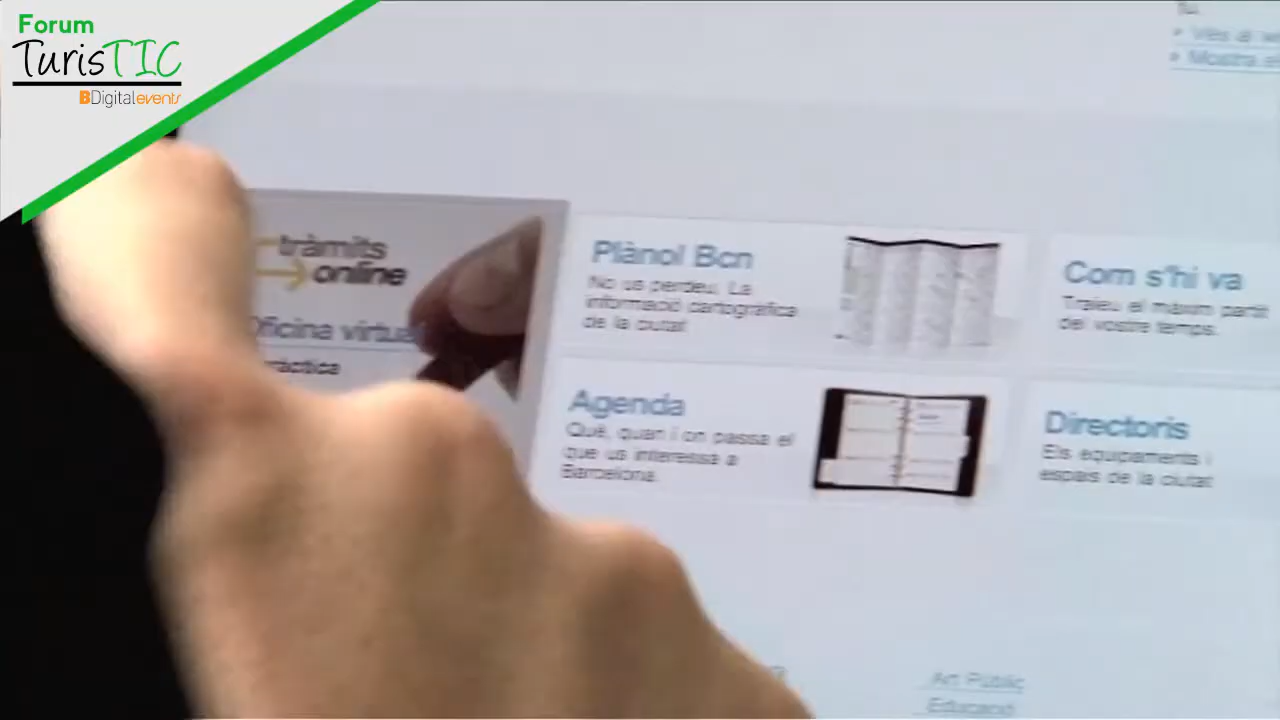 Forum
TurisTIC
BDigitalevents
tràmits
online
Oficina virtual
pràctica
Plànol Bcn
No us perdeu. La
informació cartogràfica
de la ciutat
Com s'hi va
Traieu el màxim partit
del vostre temps.
Agenda
Què, quan i on passa el
que us interessa a
Barcelona.
Directoris
Els equipaments i
espais de la ciutat
Art Públic
Educació